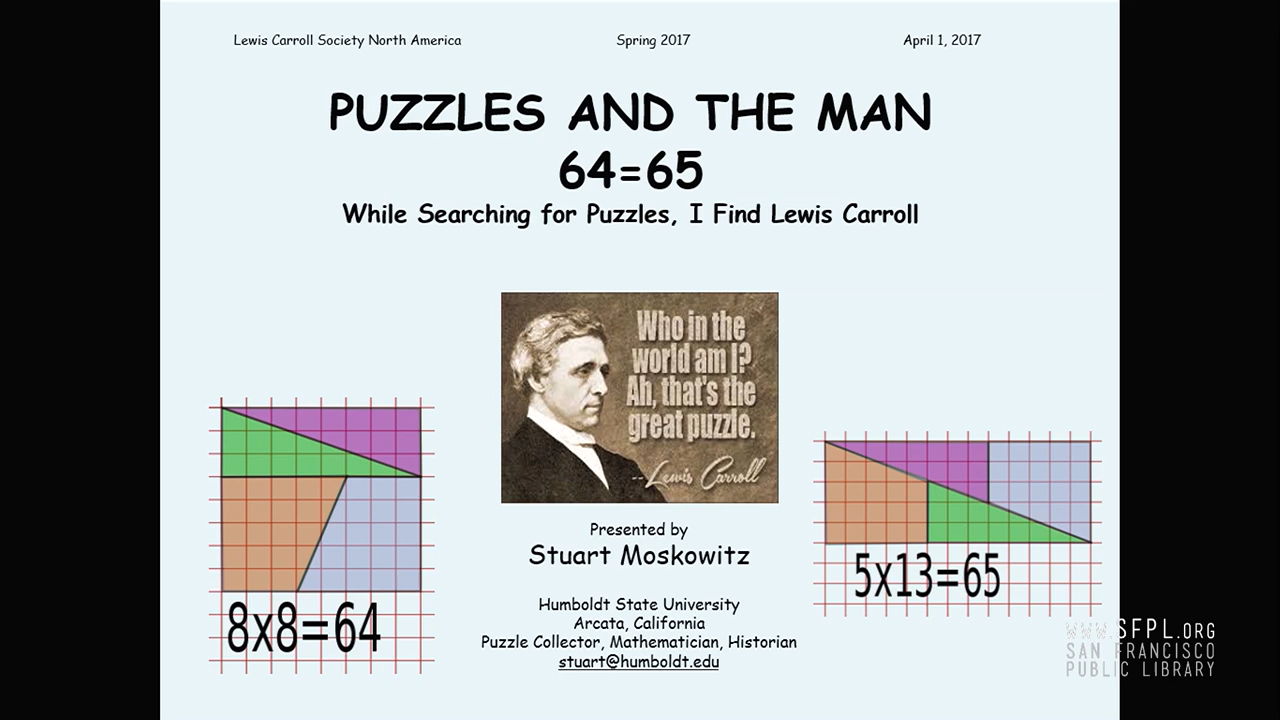 Lewis Carroll Society North America
Spring 2017
April 1, 2017
PUZZLES AND THE MAN
64=65
While Searching for Puzzles, I Find Lewis Carroll
Who in the
world am I?
Ah, that's the
great puzzle.
--Lewis Carroll
8x8=64
5x13=65
Presented by
Stuart Moskowitz
Humboldt State University
Arcata, California
Puzzle Collector, Mathematician, Historian
stuart@humboldt.edu
WWW.SFPL.ORG
SAN FRANCISCO
PUBLIC LIBRARY